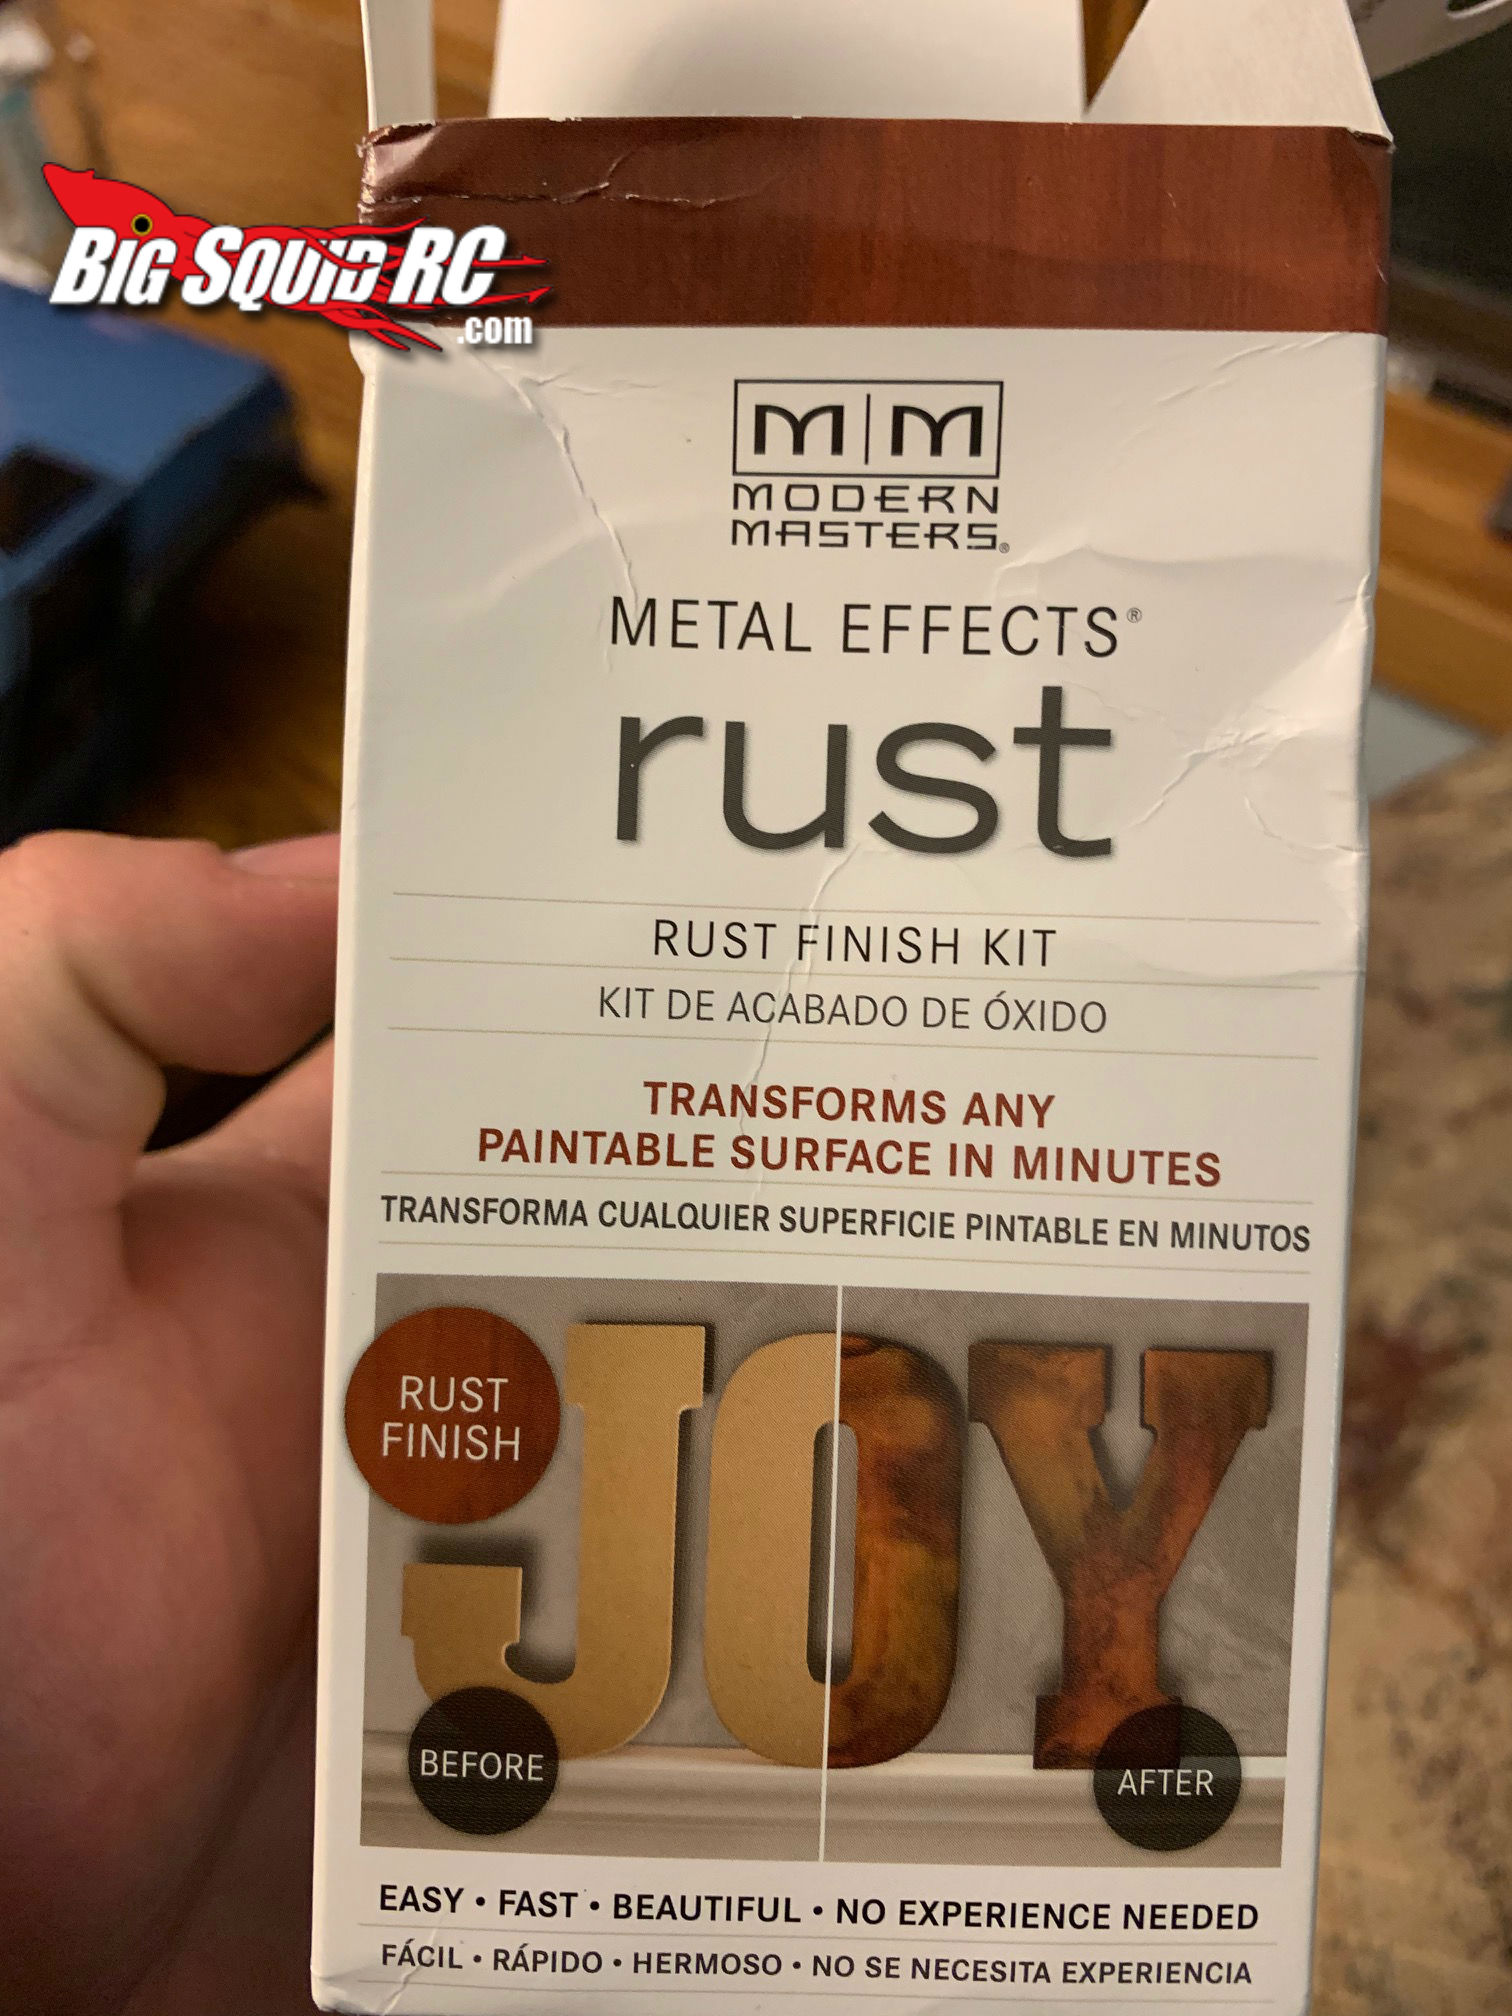 BIG SQUID RC
.com
M|M
MODERN
MASTERS®
METAL EFFECTS®
rust
RUST FINISH KIT
KIT DE ACABADO DE ÓXIDO
TRANSFORMS ANY
PAINTABLE SURFACE IN MINUTES
TRANSFORMA CUALQUIER SUPERFICIE PINTABLE EN MINUTOS
RUST
FINISH
JOY
BEFORE
AFTER
EASY • FAST • BEAUTIFUL • NO EXPERIENCE NEEDED
FÁCIL • RÁPIDO • HERMOSO • NO SE NECESITA EXPERIENCIA